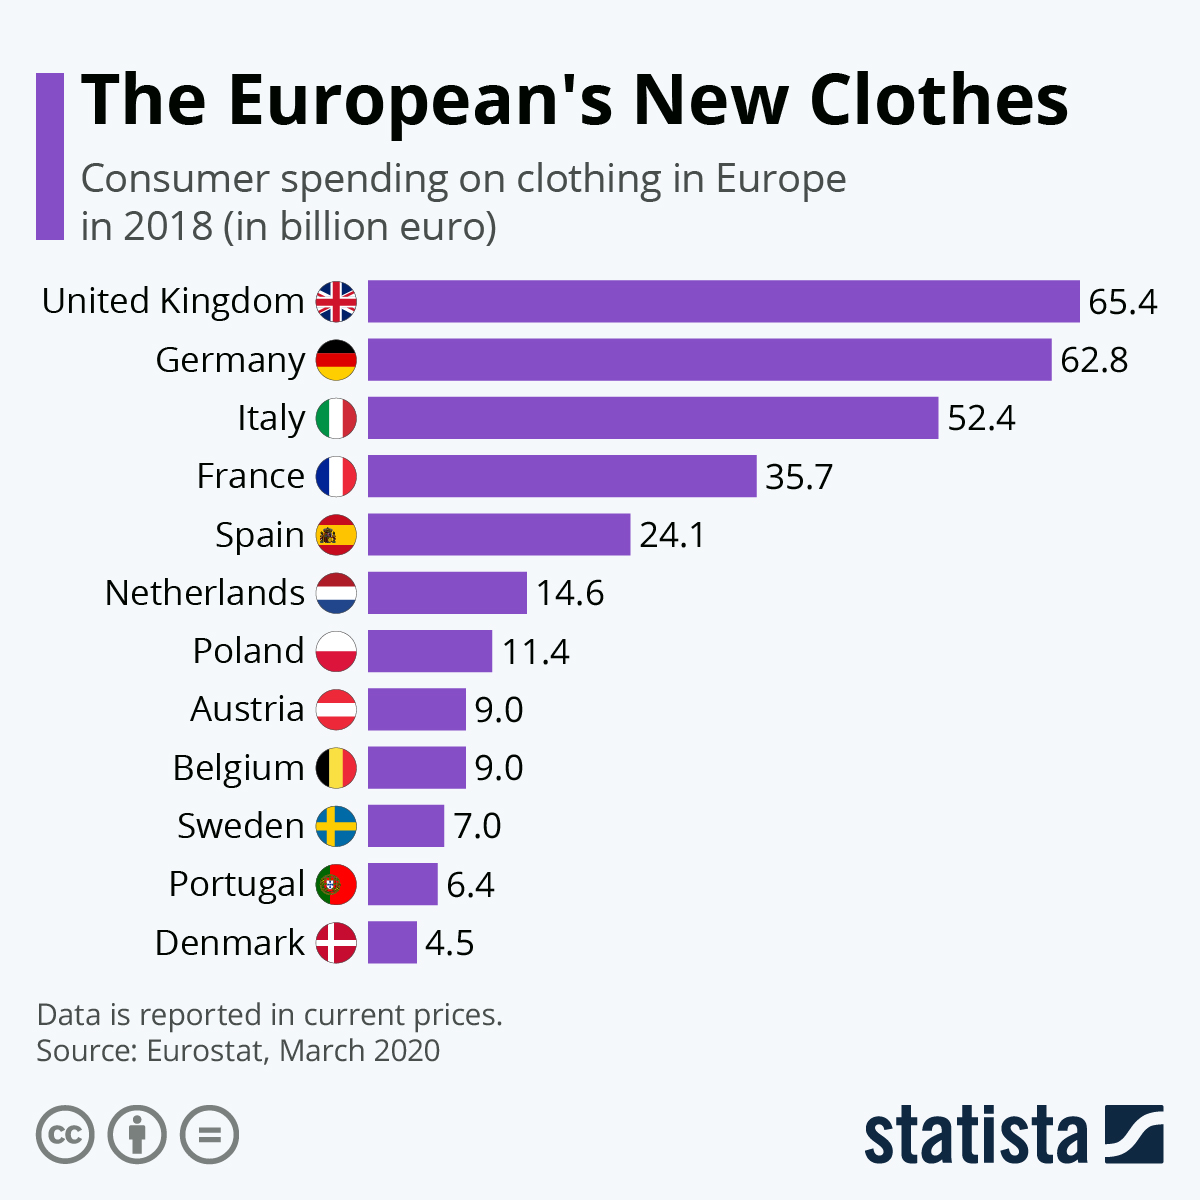 The European's New Clothes
Consumer spending on clothing in Europe
in 2018 (in billion euro)
United Kingdom 65.4
Germany 62.8
Italy 52.4
France 35.7
Spain 24.1
Netherlands 14.6
Poland 11.4
Austria 9.0
Belgium 9.0
Sweden 7.0
Portugal 6.4
Denmark 4.5
Data is reported in current prices.
Source: Eurostat, March 2020
cc =
statista